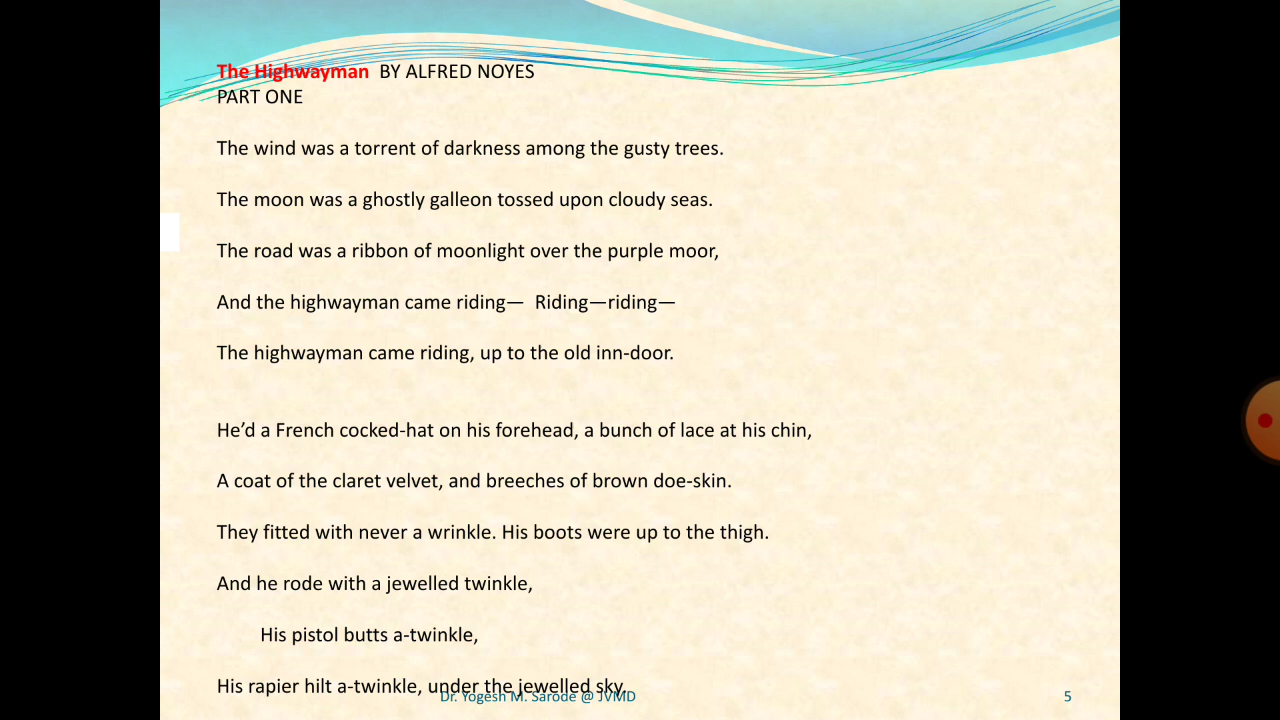 The Highwayman BY ALFRED NOYES
PART ONE
The wind was a torrent of darkness among the gusty trees.
The moon was a ghostly galleon tossed upon cloudy seas.
The road was a ribbon of moonlight over the purple moor,
And the highwayman came riding— Riding—riding—
The highwayman came riding, up to the old inn-door.
He’d a French cocked-hat on his forehead, a bunch of lace at his chin,
A coat of the claret velvet, and breeches of brown doe-skin.
They fitted with never a wrinkle. His boots were up to the thigh.
And he rode with a jewelled twinkle,
His pistol butts a-twinkle,
His rapier hilt a-twinkle, under the jewelled sky.
Dr. Yogesh M. Sarode @ JVMD
5